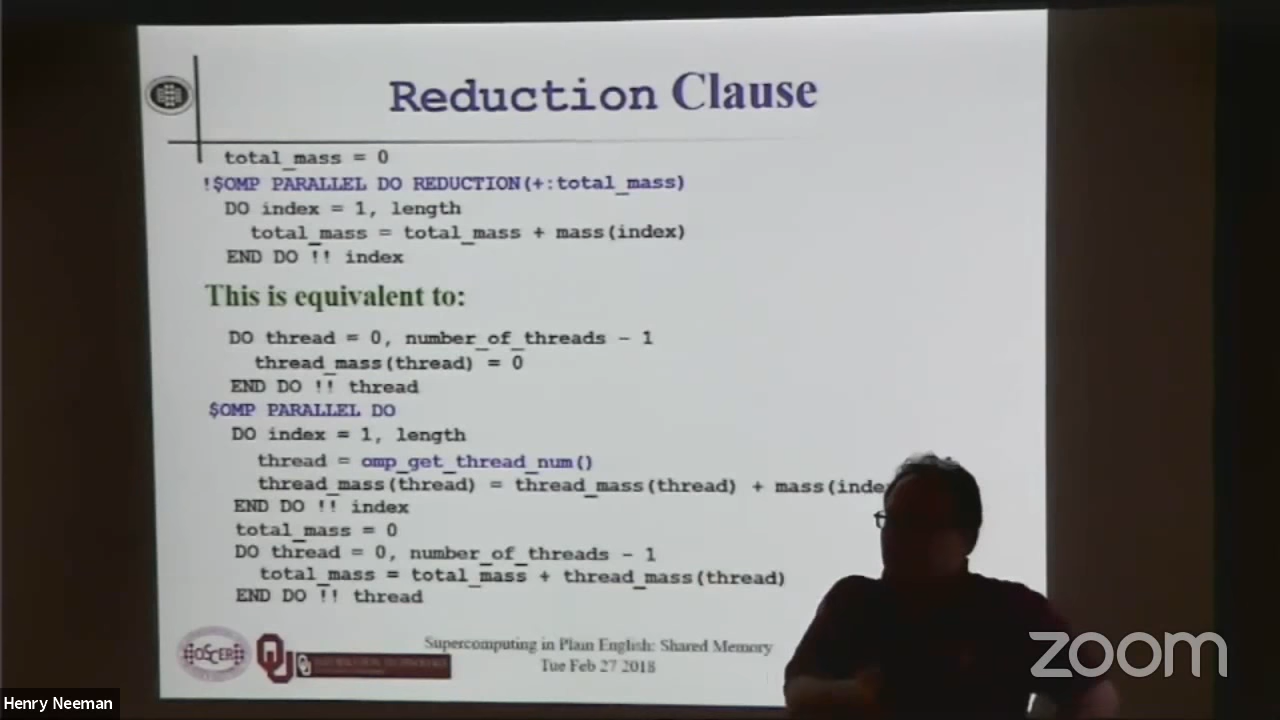 Reduction Clause
total_mass = 0
!$OMP PARALLEL DO REDUCTION(+:total_mass)
DO index = 1, length
total_mass = total_mass + mass(index)
END DO !! index
This is equivalent to:
DO thread = 0, number_of_threads - 1
thread_mass(thread) = 0
END DO !! thread
$OMP PARALLEL DO
DO index = 1, length
thread = omp_get_thread_num()
thread_mass(thread) = thread_mass(thread) + mass(inde
END DO !! index
total_mass = 0
DO thread = 0, number_of_threads - 1
total_mass = total_mass + thread_mass(thread)
END DO !! thread
OSCER
OU
Supercomputing in Plain English: Shared Memory
Tue Feb 27 2018
zoom
Henry Neeman